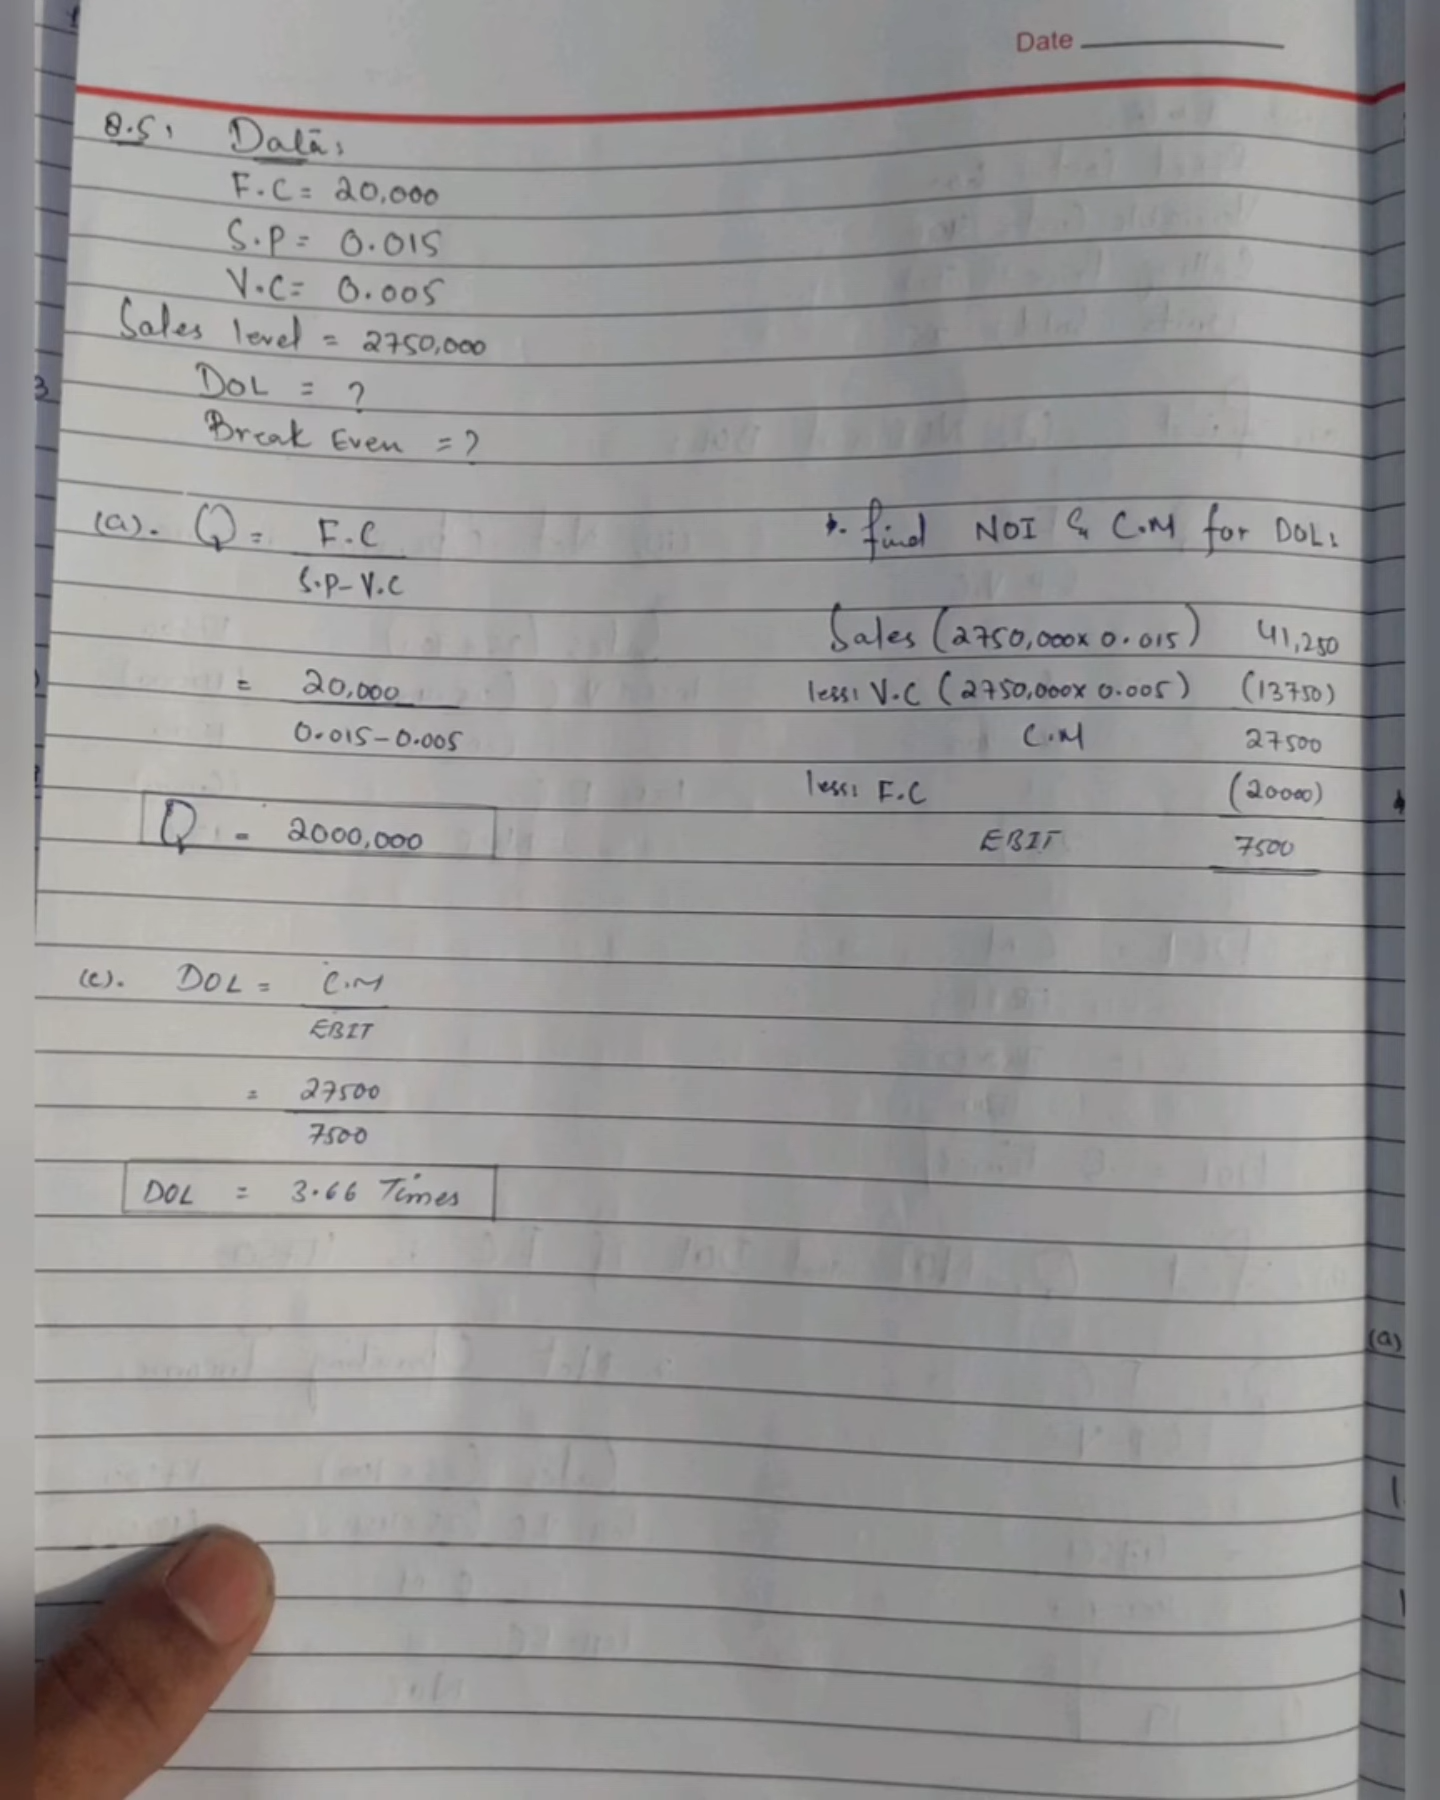 Date
Q.5: Data:
F.C = 20,000
S.P = 0.015
V.C = 0.005
Sales level = 2750,000
DOL = ?
Break Even = ?
(a). Q = F.C
S.P - V.C
= 20,000
0.015 - 0.005
Q = 2000,000
find NOI & C.M for DOL:
Sales (2750,000 x 0.015) 41,250
less: V.C (2750,000 x 0.005) (13750)
C.M 27500
less: F.C (20000)
EBIT 7500
(c). DOL = C.M
EBIT
= 27500
7500
DOL = 3.66 Times
3
(a)